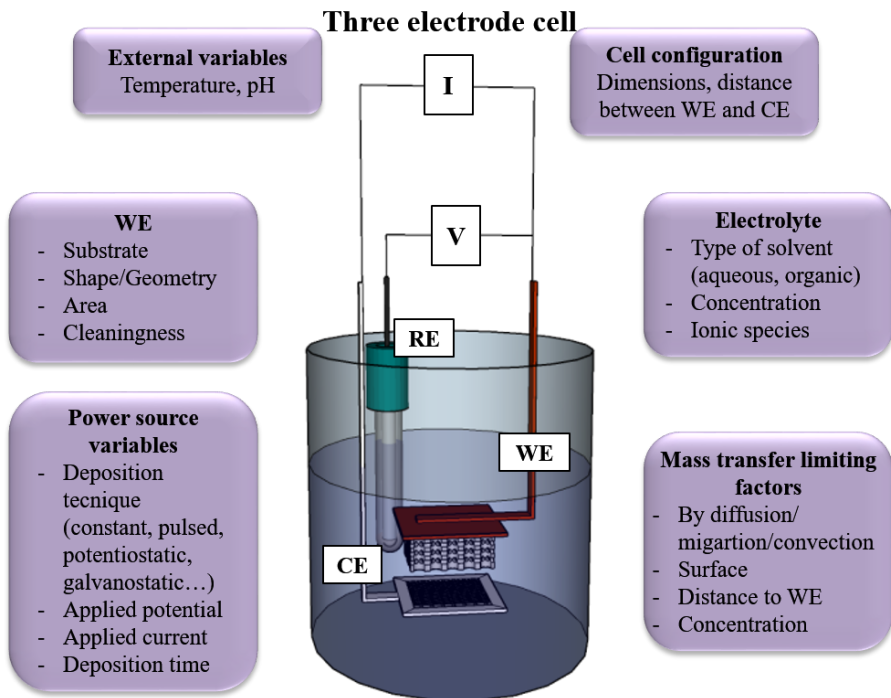 Three electrode cell
External variables
Temperature, pH
Cell configuration
Dimensions, distance
between WE and CE
I
V
WE
- Substrate
- Shape/Geometry
- Area
- Cleaningness
Electrolyte
- Type of solvent
(aqueous, organic)
- Concentration
- Ionic species
RE
WE
CE
Power source
variables
- Deposition
tecnique
(constant, pulsed,
potentiostatic,
galvanostatic…)
- Applied potential
- Applied current
- Deposition time
Mass transfer limiting
factors
- By diffusion/
migartion/convection
- Surface
- Distance to WE
- Concentration